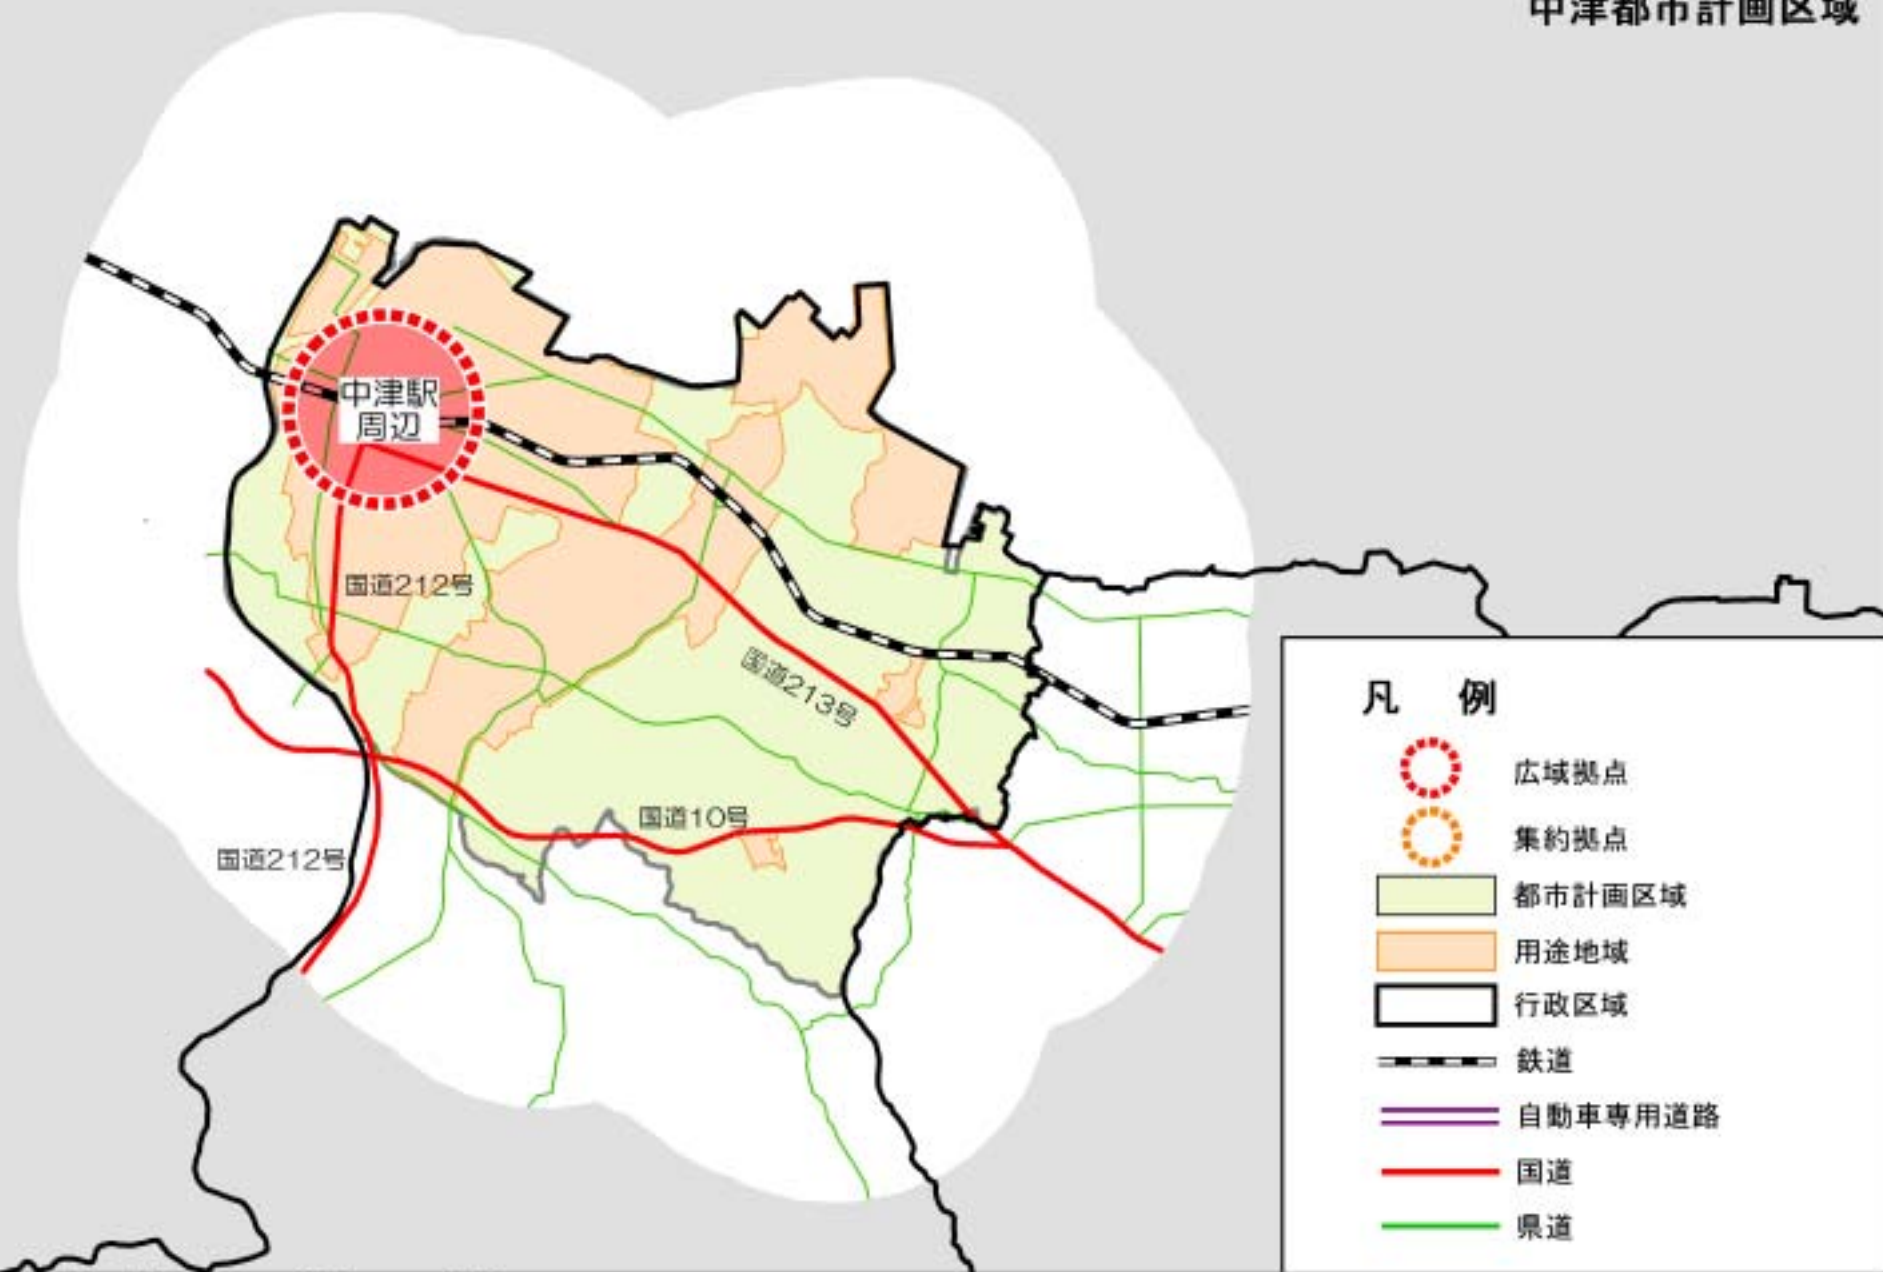 中津都市計画区域
中津駅
周辺
国道212号
国道213号
国道10号
国道212号
凡 例
広域拠点
集約拠点
都市計画区域
用途地域
行政区域
鉄道
自動車専用道路
国道
県道